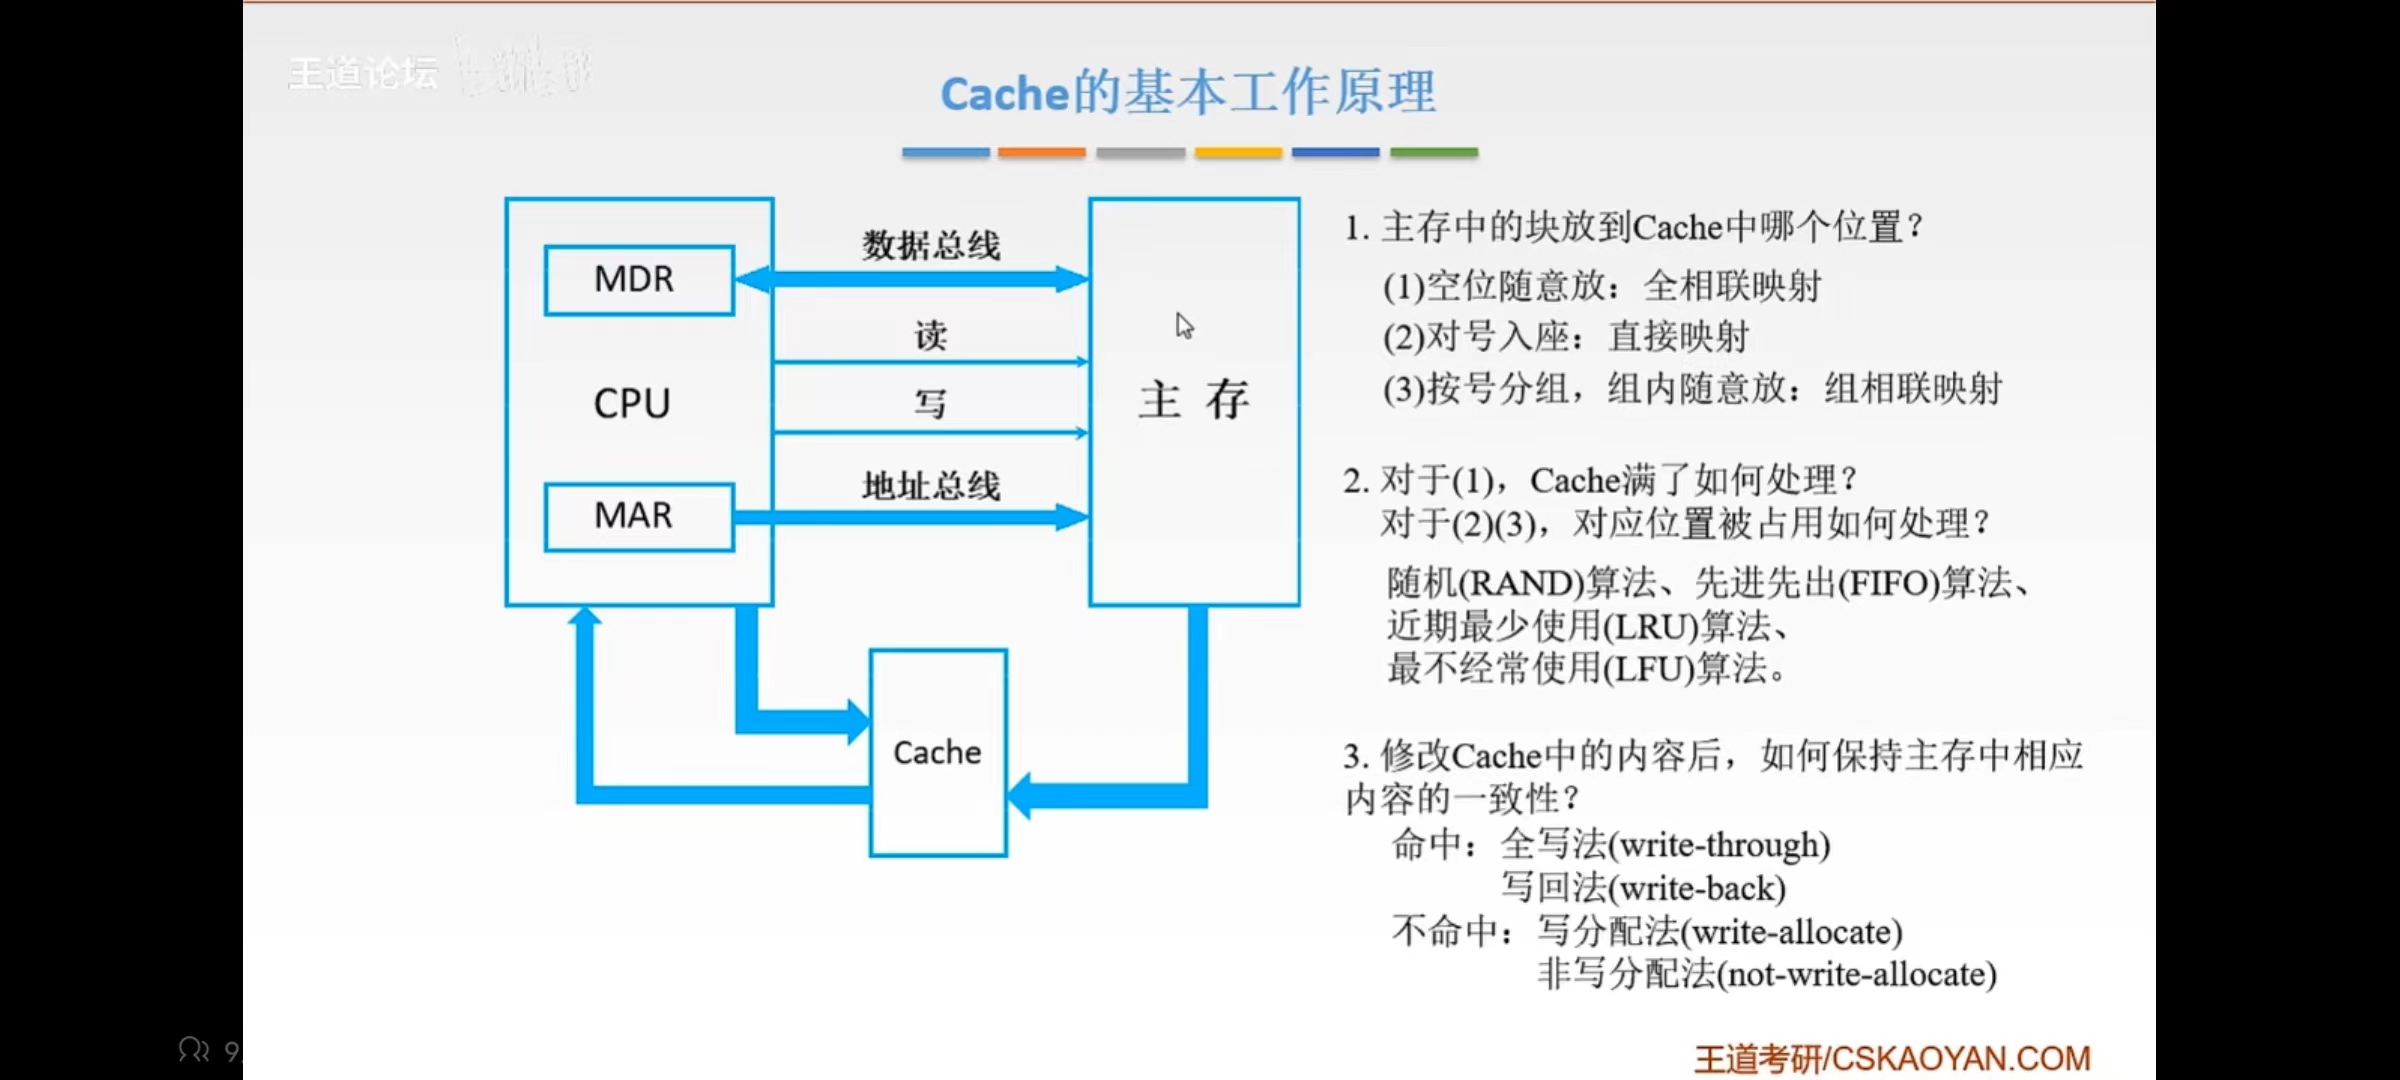 王道论坛
Cache的基本工作原理
MDR
CPU
MAR
数据总线
读
写
地址总线
主 存
Cache
1. 主存中的块放到Cache中哪个位置？
(1)空位随意放：全相联映射
(2)对号入座：直接映射
(3)按号分组，组内随意放：组相联映射
2. 对于(1)，Cache满了如何处理？
对于(2)(3)，对应位置被占用如何处理？
随机(RAND)算法、先进先出(FIFO)算法、
近期最少使用(LRU)算法、
最不经常使用(LFU)算法。
3. 修改Cache中的内容后，如何保持主存中相应
内容的一致性？
命中：全写法(write-through)
写回法(write-back)
不命中：写分配法(write-allocate)
非写分配法(not-write-allocate)
王道考研/CSKAOYAN.COM
9